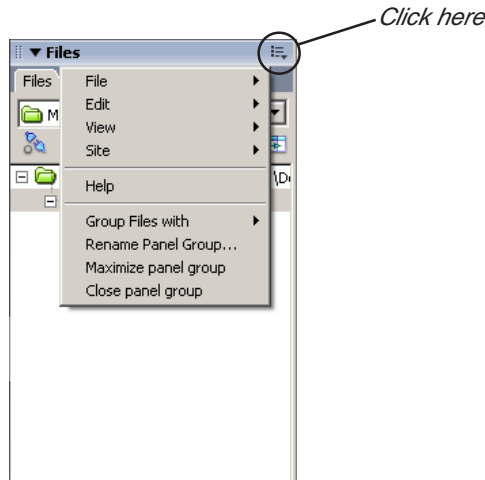 Click here
Files
Files
M
File
Edit
View
Site
\D
Help
Group Files with
Rename Panel Group...
Maximize panel group
Close panel group